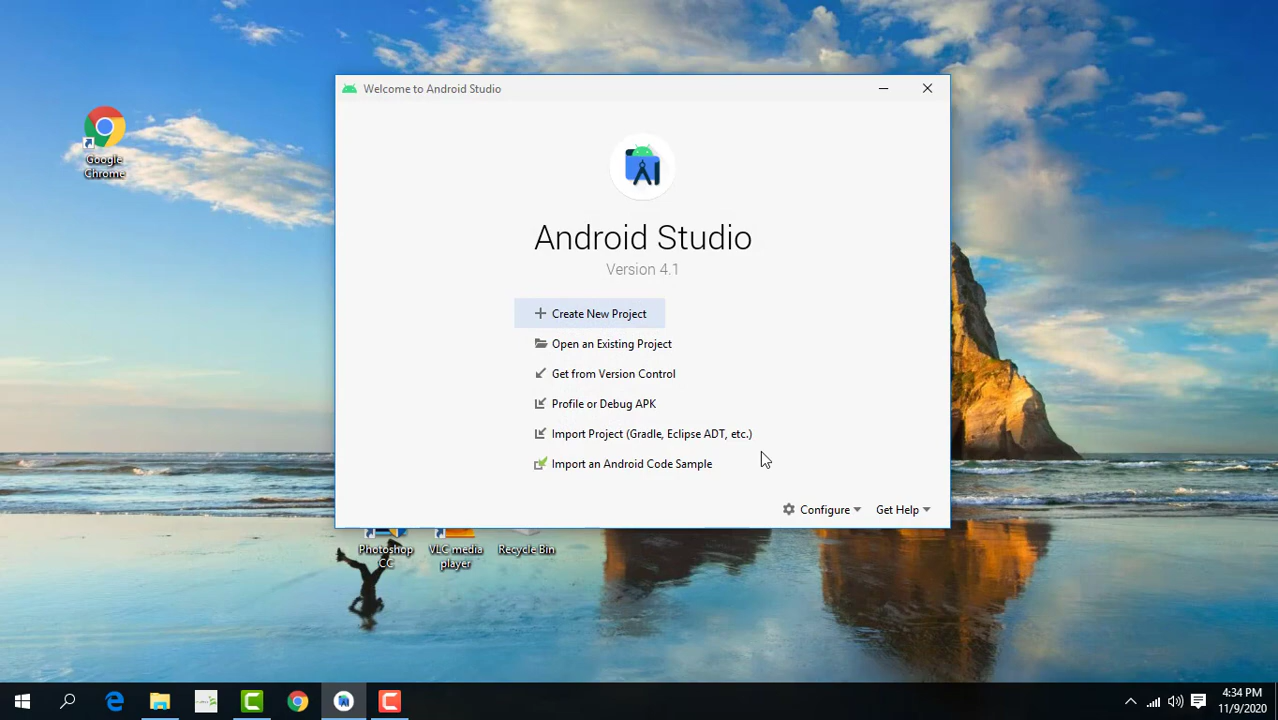 Google
Chrome
Welcome to Android Studio
Android Studio
Version 4.1
Create New Project
Open an Existing Project
Get from Version Control
Profile or Debug APK
Import Project (Gradle, Eclipse ADT, etc.)
Import an Android Code Sample
Configure
Get Help
Photoshop
CC
VLC media
player
Recycle Bin
4:34 PM
11/9/2020